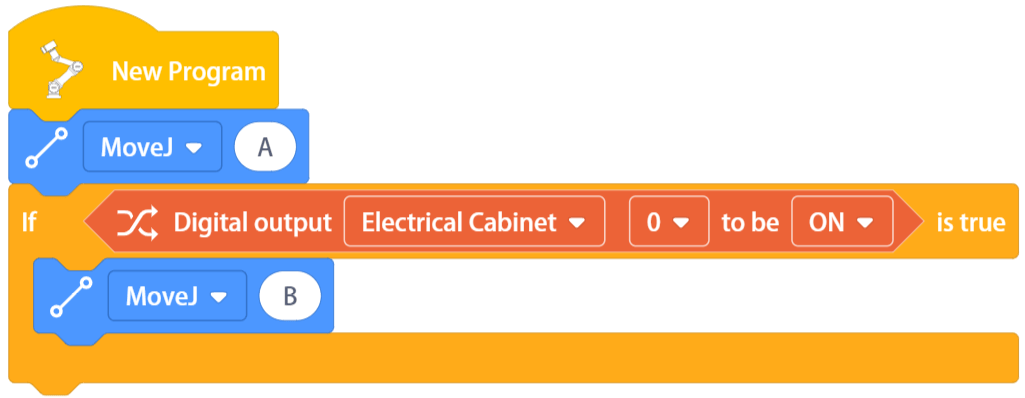 New Program
MoveJ A
If Digital output Electrical Cabinet 0 to be ON is true
MoveJ B